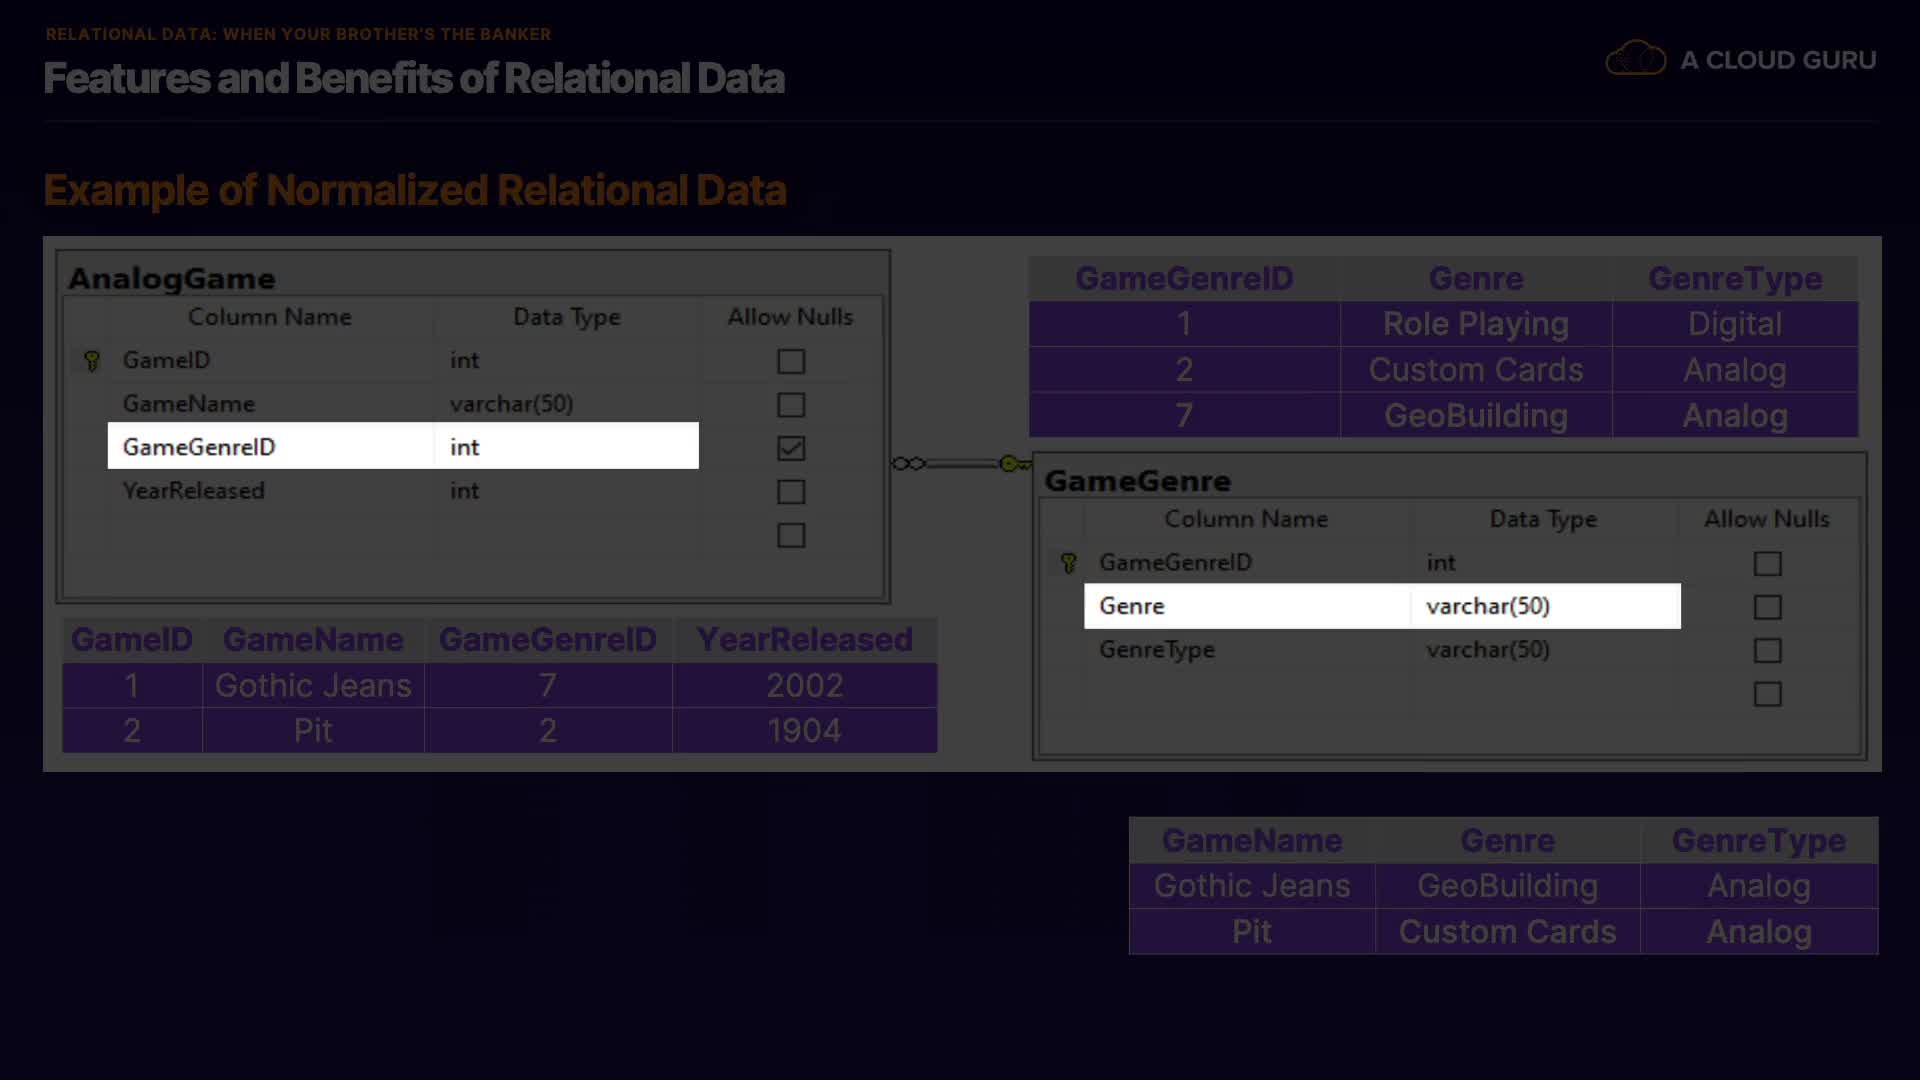 RELATIONAL DATA: WHEN YOUR BROTHER'S THE BANKER
Features and Benefits of Relational Data
A CLOUD GURU
Example of Normalized Relational Data
AnalogGame
Column Name Data Type Allow Nulls
GameID int
GameName varchar(50)
GameGenreID int
YearReleased int
GameID GameName GameGenreID YearReleased
1 Gothic Jeans 7 2002
2 Pit 2 1904
GameGenreID Genre GenreType
1 Role Playing Digital
2 Custom Cards Analog
7 GeoBuilding Analog
GameGenre
Column Name Data Type Allow Nulls
GameGenreID int
Genre varchar(50)
GenreType varchar(50)
GameName Genre GenreType
Gothic Jeans GeoBuilding Analog
Pit Custom Cards Analog